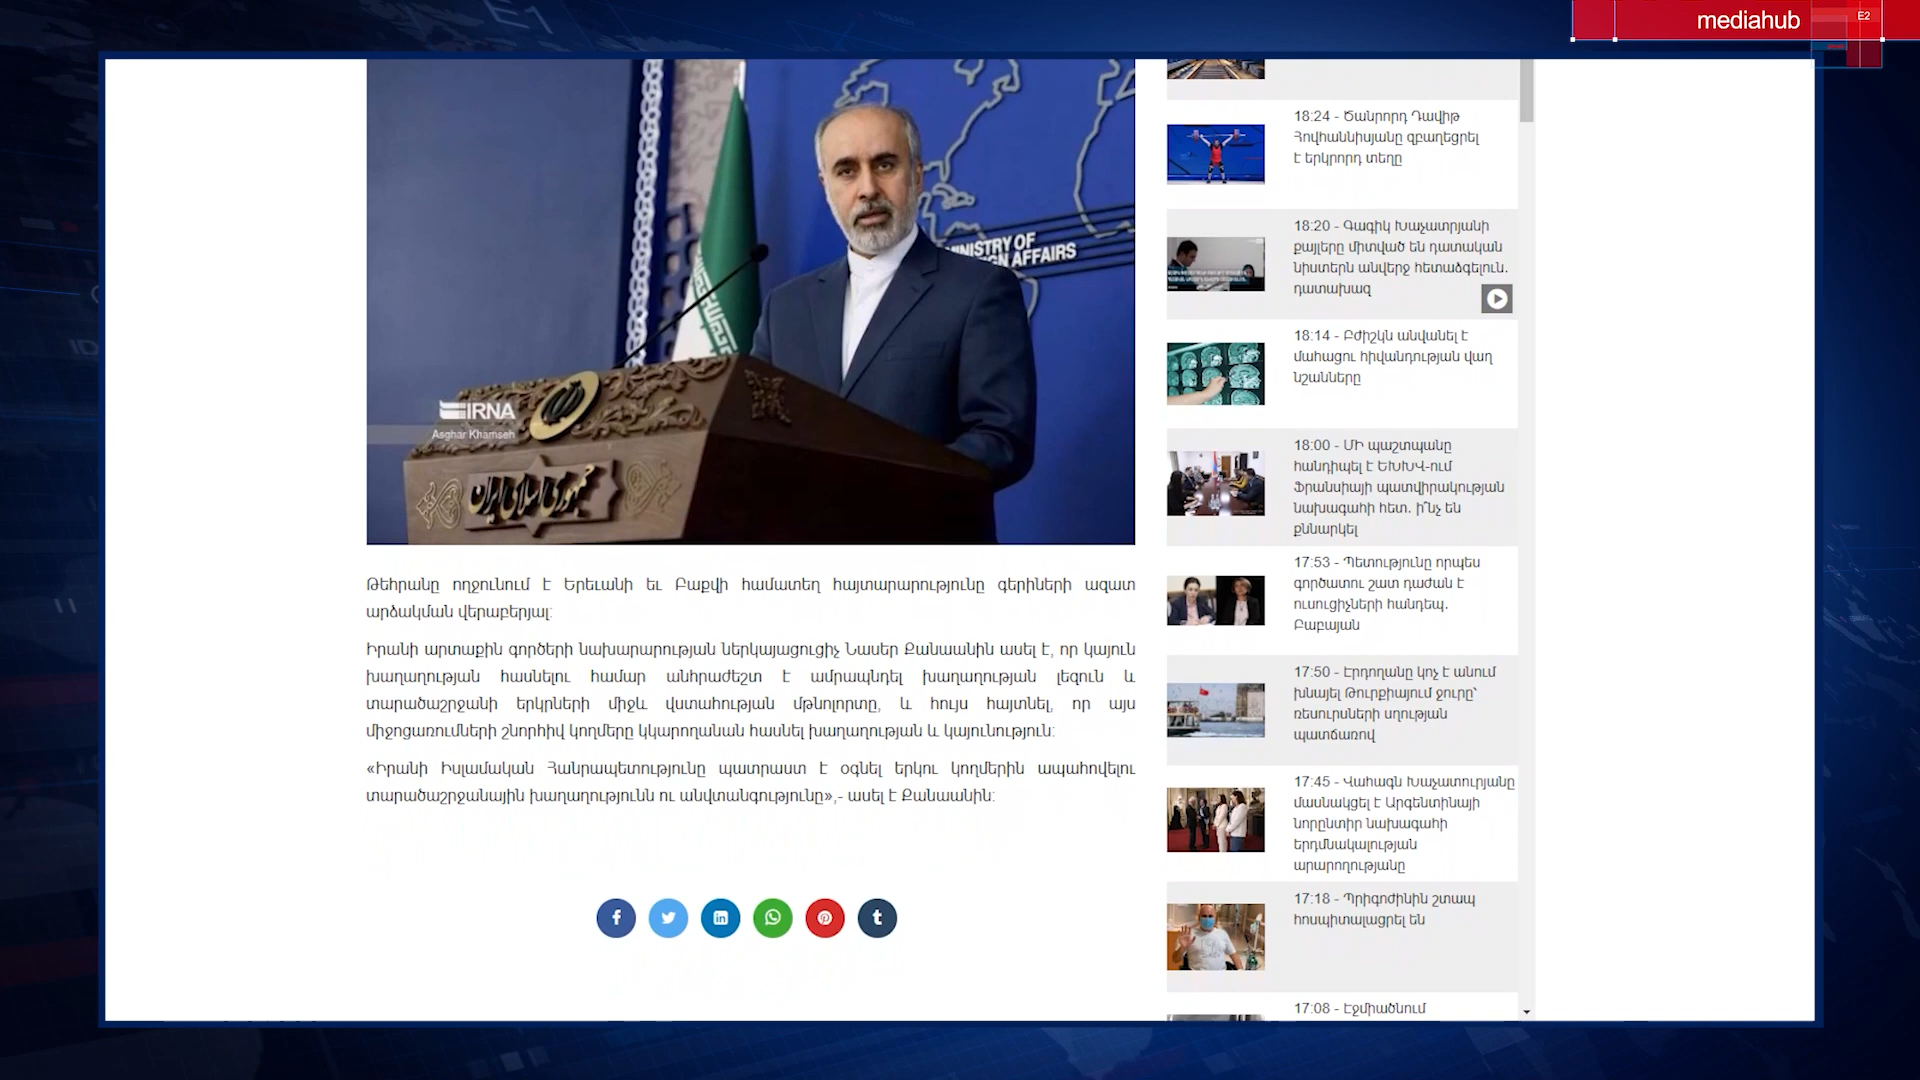 mediahub
E2
E1
MINISTRY OF
AFFAIRS
IRNA
Asghar Khamseh
جمهوری اسلامی ایران
Թեհրանը ողջունում է Երեւանի եւ Բաքվի համատեղ հայտարարությունը գերիների ազատ
արձակման վերաբերյալ:
Իրանի արտաքին գործերի նախարարության ներկայացուցիչ Նասեր Քանաանին ասել է, որ կայուն
խաղաղության հասնելու համար անհրաժեշտ է ամրապնդել խաղաղության լեզուն և
տարածաշրջանի երկրների միջև վստահության մթնոլորտը, և հույս հայտնել, որ այս
միջոցառումների շնորհիվ կողմերը կկարողանան հասնել խաղաղության և կայունություն:
«Իրանի Իսլամական Հանրապետությունը պատրաստ է օգնել երկու կողմերին ապահովելու
տարածաշրջանային խաղաղությունն ու անվտանգությունը»,- ասել է Քանաանին:
18:24 - Ծանրորդ Դավիթ
Հովհաննիսյանը զբաղեցրել
է երկրորդ տեղը
18:20 - Գագիկ Խաչատրյանի
քայլերը միտված են դատական
նիստերն անվերջ հետաձգելուն.
դատախազ
18:14 - Բժիշկն անվանել է
մահացու հիվանդության վաղ
նշանները
18:00 - ՄԻ պաշտպանը
հանդիպել է ԵԽԽՎ-ում
Ֆրանսիայի պատվիրակության
նախագահի հետ. ի՞նչ են
քննարկել
17:53 - Պետությունը որպես
գործատու շատ դաժան է
ուսուցիչների հանդեպ.
Բաբայան
17:50 - Էրդողանը կոչ է անում
խնայել Թուրքիայում ջուրը՝
ռեսուրսների սղության
պատճառով
17:45 - Վահագն Խաչատուրյանը
մասնակցել է Արգենտինայի
նորընտիր նախագահի
երդմնակալության
արարողությանը
17:18 - Պրիգոժինին շտապ
հոսպիտալացրել են
17:08 - Էջմիածնում